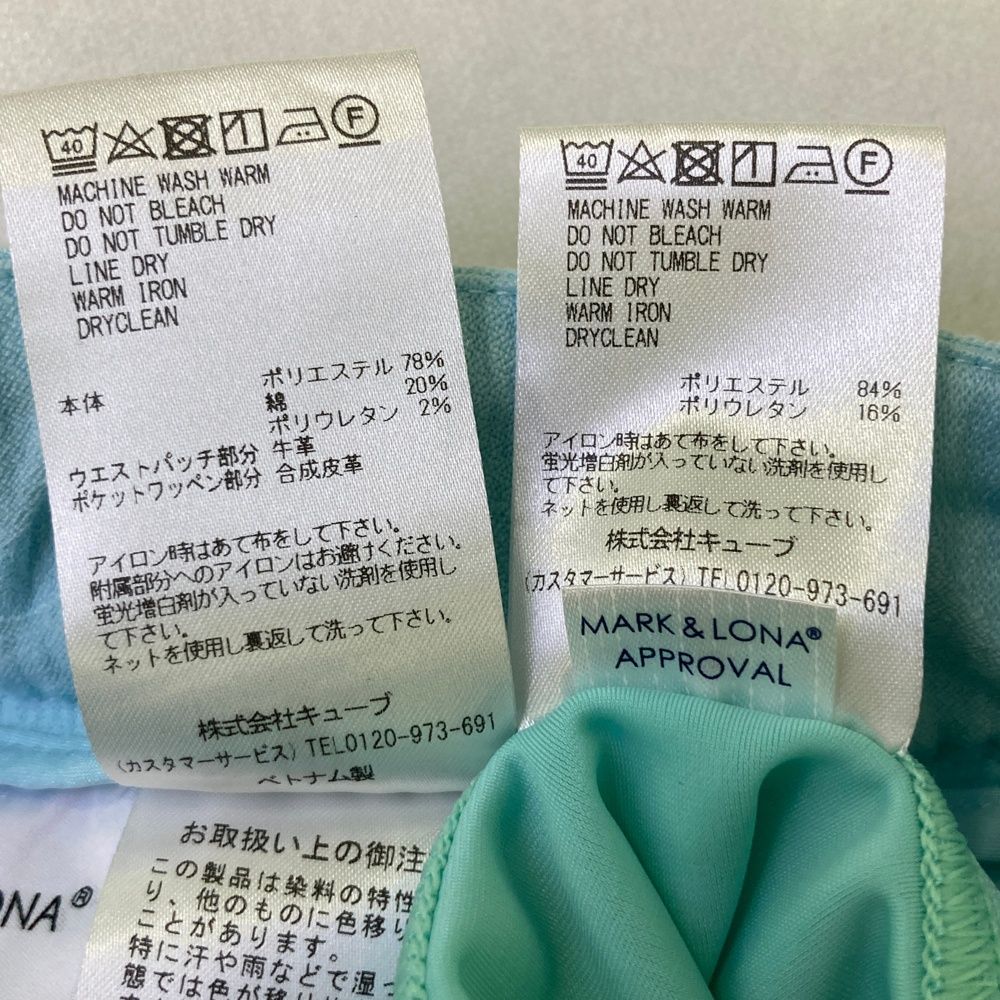 40
F
MACHINE WASH WARM
DO NOT BLEACH
DO NOT TUMBLE DRY
LINE DRY
WARM IRON
DRYCLEAN
本体 ポリエステル 78%
綿 20%
ポリウレタン 2%
ウエストパッチ部分 牛革
ポケットワッペン部分 合成皮革
アイロン時はあて布をして下さい。
附属部分へのアイロンはお避けください。
蛍光増白剤が入っていない洗剤を使用し
て下さい。
ネットを使用し裏返して洗って下さい。
株式会社キューブ
(カスタマーサービス) TEL0120-973-691
ベトナム製
40
F
MACHINE WASH WARM
DO NOT BLEACH
DO NOT TUMBLE DRY
LINE DRY
WARM IRON
DRYCLEAN
ポリエステル 84%
ポリウレタン 16%
アイロン時はあて布をして下さい。
蛍光増白剤が入っていない洗剤を使用し
て下さい。
ネットを使用し裏返して洗って下さい。
株式会社キューブ
(カスタマーサービス) TEL0120-973-691
MARK & LONA®
APPROVAL
ONA®
お取扱い上の御注
この製品は染料の特性
り、他のものに色移り
ことがあります。
特に汗や雨などで湿っ
態では色が移り